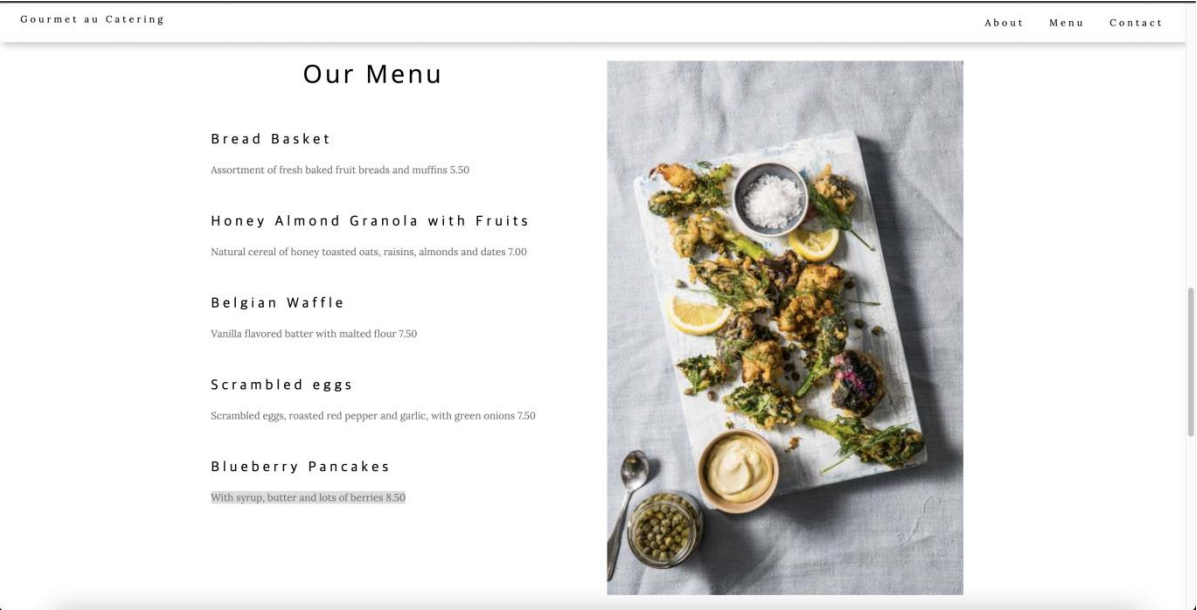 Gourmet au Catering
About Menu Contact
Our Menu
Bread Basket
Assortment of fresh baked fruit breads and muffins 5.50
Honey Almond Granola with Fruits
Natural cereal of honey toasted oats, raisins, almonds and dates 7.00
Belgian Waffle
Vanilla flavored batter with malted flour 7.50
Scrambled eggs
Scrambled eggs, roasted red pepper and garlic, with green onions 7.50
Blueberry Pancakes
With syrup, butter and lots of berries 8.50